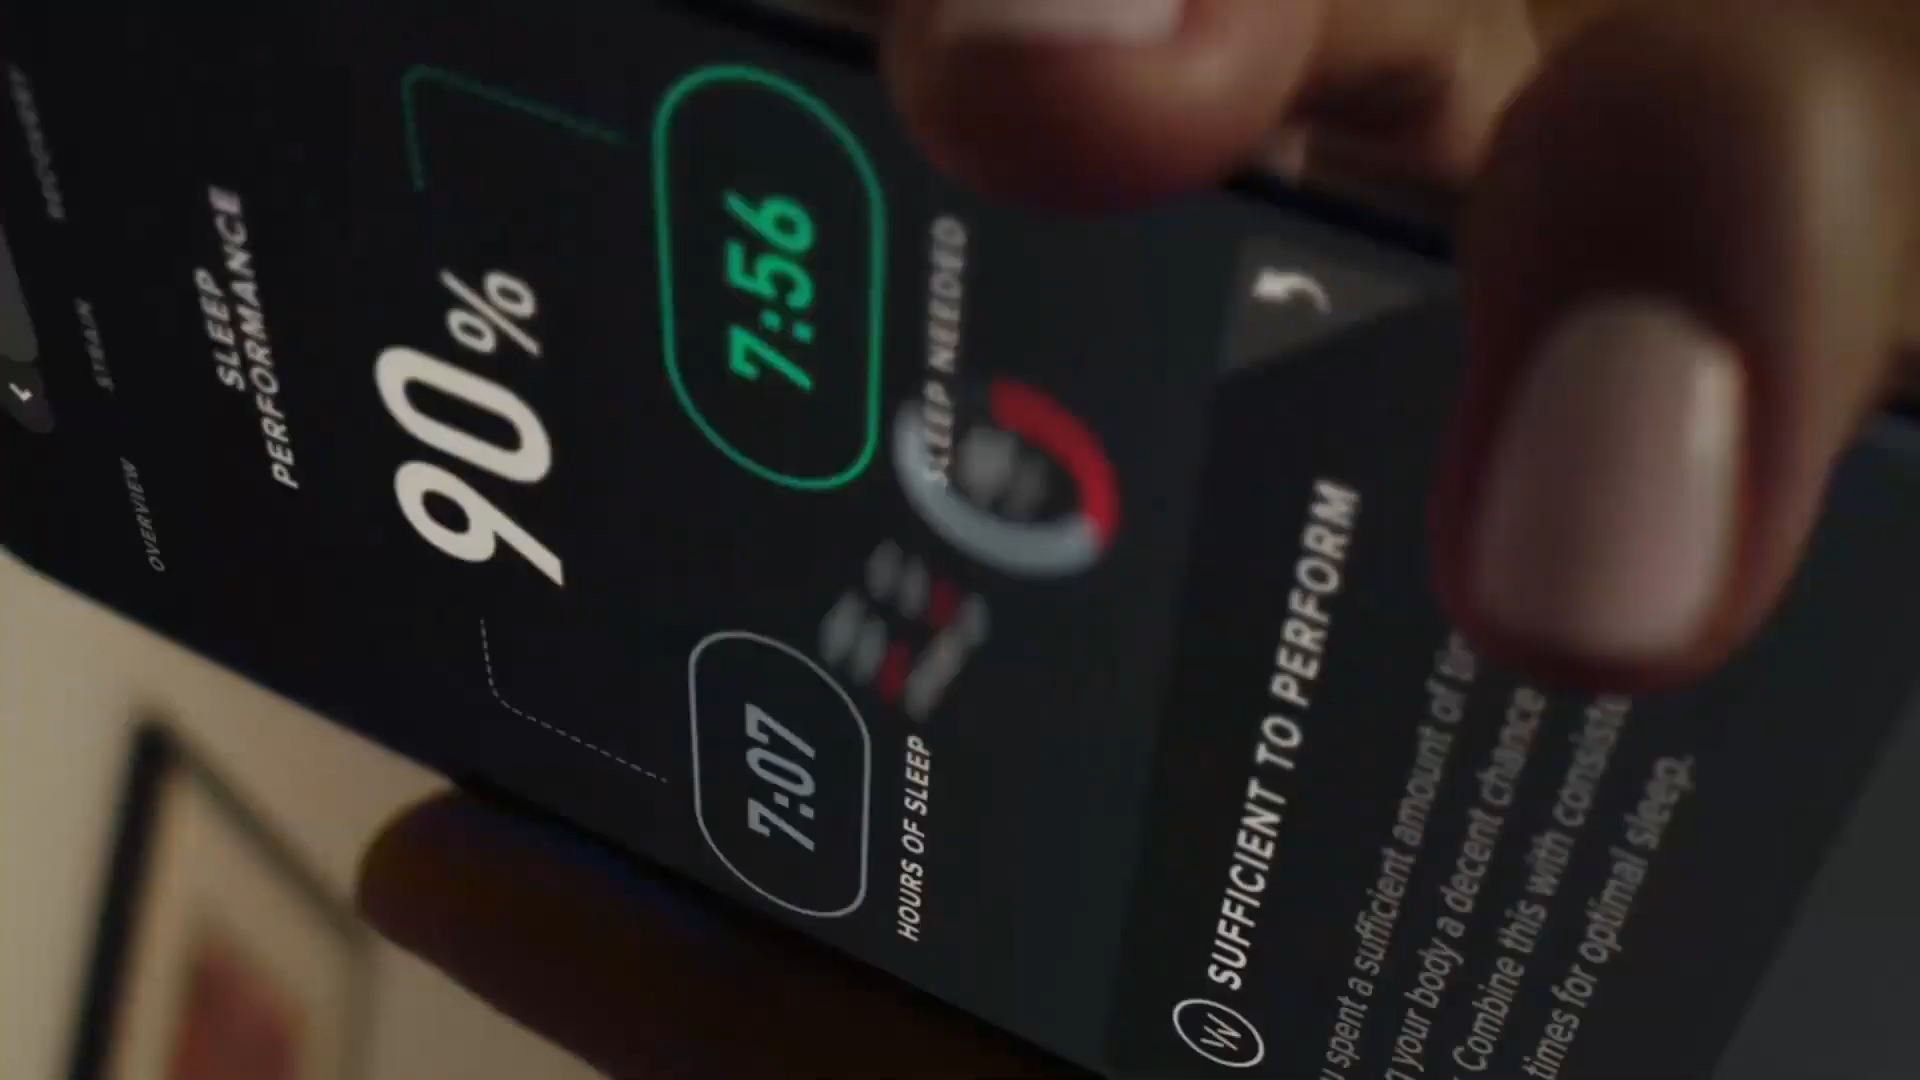 OVERVIEW
STRAIN
RECOVERY
SLEEP
PERFORMANCE
90%
7:07
7:56
HOURS OF SLEEP
SLEEP NEEDED
W SUFFICIENT TO PERFORM
spent a sufficient amount of
your body a decent chance
Combine this with
times for optimal sleep.